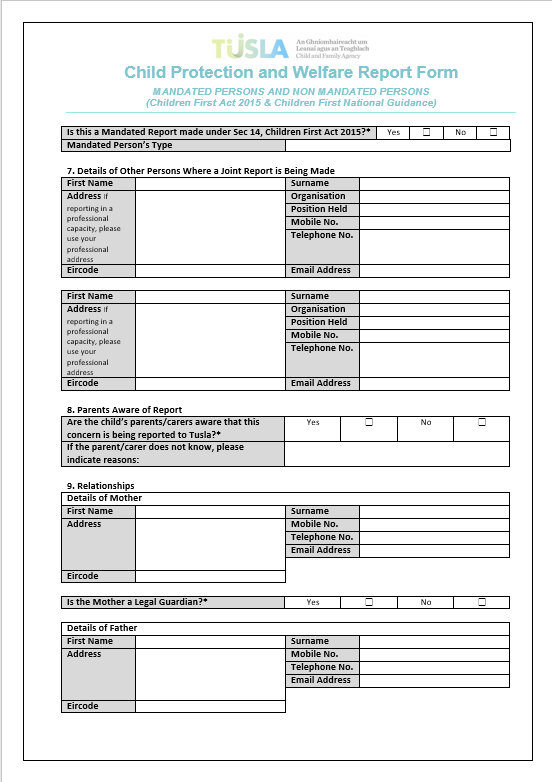 TUSLA
An Ghníomhaireacht um
Leanaí agus an Teaghlach
Child and Family Agency
Child Protection and Welfare Report Form
MANDATED PERSONS AND NON MANDATED PERSONS
(Children First Act 2015 & Children First National Guidance)
Is this a Mandated Report made under Sec 14, Children First Act 2015?* Yes ☐ No ☐
Mandated Person's Type
7. Details of Other Persons Where a Joint Report is Being Made
First Name Surname
Address if Organisation
reporting in a Position Held
professional Mobile No.
capacity, please Telephone No.
use your
professional
address
Eircode Email Address
First Name Surname
Address if Organisation
reporting in a Position Held
professional Mobile No.
capacity, please Telephone No.
use your
professional
address
Eircode Email Address
8. Parents Aware of Report
Are the child's parents/carers aware that this Yes ☐ No ☐
concern is being reported to Tusla?*
If the parent/carer does not know, please
indicate reasons:
9. Relationships
Details of Mother
First Name Surname
Address Mobile No.
Telephone No.
Email Address
Eircode
Is the Mother a Legal Guardian?* Yes ☐ No ☐
Details of Father
First Name Surname
Address Mobile No.
Telephone No.
Email Address
Eircode